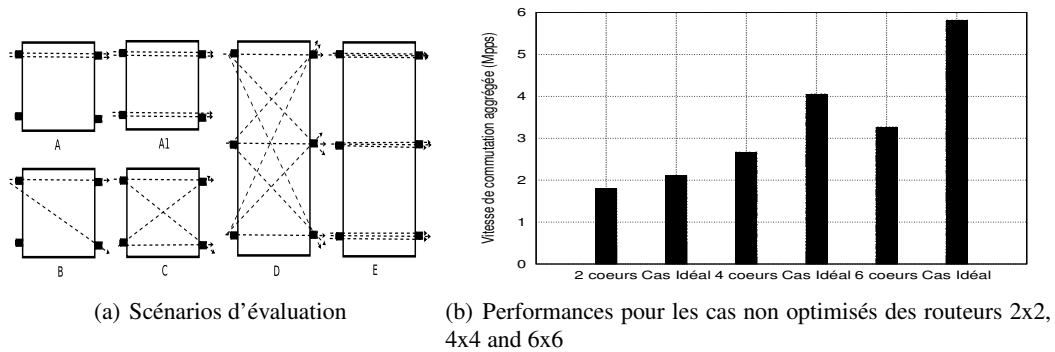 A
A1
B
C
D
E
(a) Scénarios d'évaluation
Vitesse de commutation aggrégée (Mpps)
6
5
4
3
2
1
0
2 coeurs Cas Idéal 4 coeurs Cas Idéal 6 coeurs Cas Idéal
(b) Performances pour les cas non optimisés des routeurs 2x2,
4x4 and 6x6